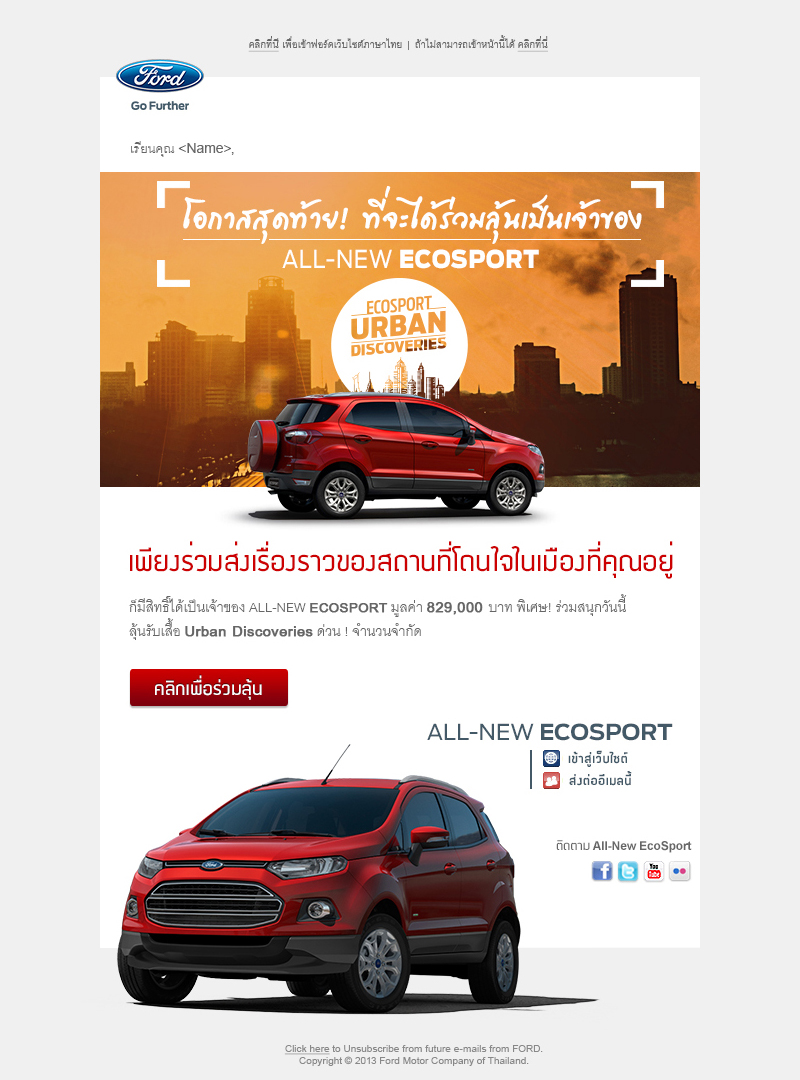 คลิกที่นี่ เพื่อเข้าฟอร์ดเว็บไซต์ภาษาไทย | ถ้าไม่สามารถเข้าหน้านี้ได้ คลิกที่นี่
Ford
Go Further
เรียนคุณ <Name>,
โอกาสสุดท้าย! ที่จะได้ร่วมลุ้นเป็นเจ้าของ
ALL-NEW ECOSPORT
ECOSPORT
URBAN
DISCOVERIES
เพียงร่วมส่งเรื่องราวของสถานที่โดนใจในเมืองที่คุณอยู่
ก็มีสิทธิ์ได้เป็นเจ้าของ ALL-NEW ECOSPORT มูลค่า 829,000 บาท พิเศษ! ร่วมสนุกวันนี้
ลุ้นรับเสื้อ Urban Discoveries ด่วน ! จำนวนจำกัด
คลิกเพื่อร่วมลุ้น
ALL-NEW ECOSPORT
เข้าสู่เว็บไซต์
ส่งต่ออีเมลนี้
ติดตาม All-New EcoSport
You Tube
Click here to Unsubscribe from future e-mails from FORD.
Copyright © 2013 Ford Motor Company of Thailand.